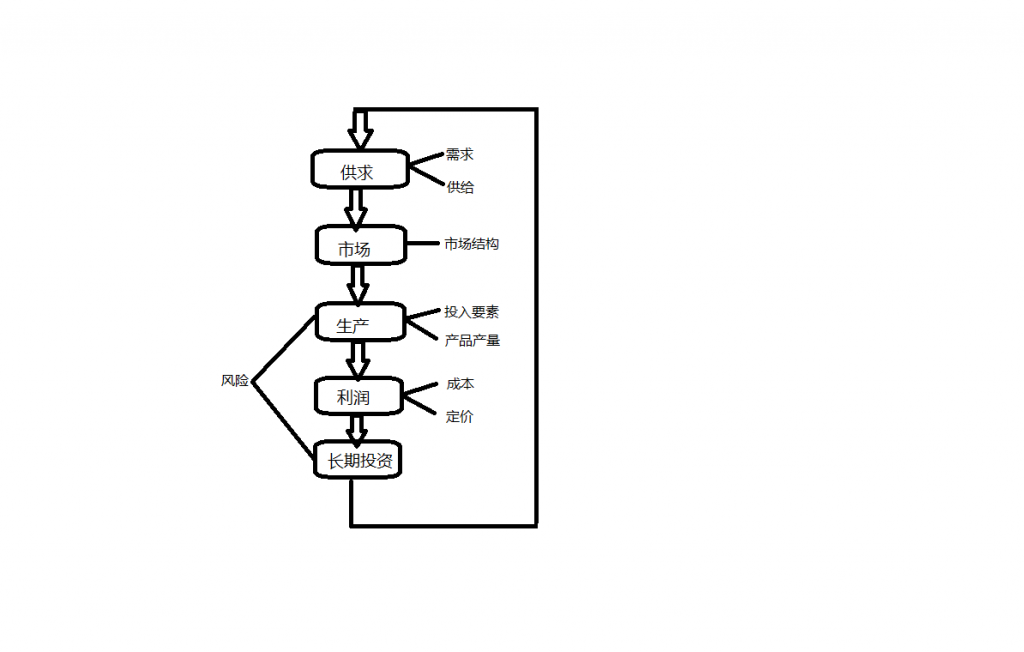 需求
供求
供给
市场
市场结构
投入要素
生产
产品产量
风险
成本
利润
定价
长期投资